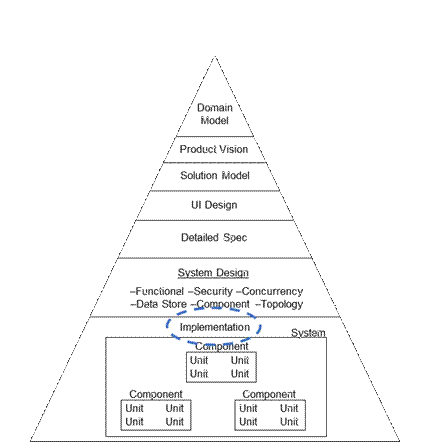 Domain
Model
Product Vision
Solution Model
UI Design
Detailed Spec
System Design
–Functional –Security –Concurrency
–Data Store –Component –Topology
Implementation
System
Component
Unit Unit
Unit Unit
Component
Unit Unit
Unit Unit
Component
Unit Unit
Unit Unit